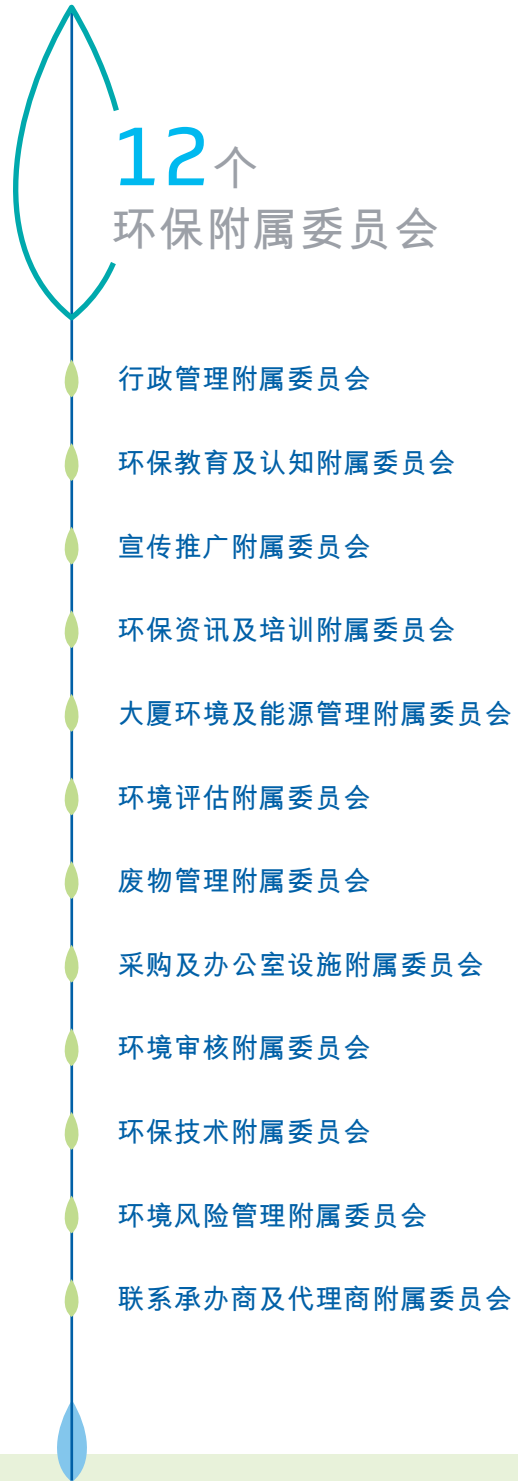 12个
环保附属委员会
行政管理附属委员会
环保教育及认知附属委员会
宣传推广附属委员会
环保资讯及培训附属委员会
大厦环境及能源管理附属委员会
环境评估附属委员会
废物管理附属委员会
采购及办公室设施附属委员会
环境审核附属委员会
环保技术附属委员会
环境风险管理附属委员会
联系承办商及代理商附属委员会